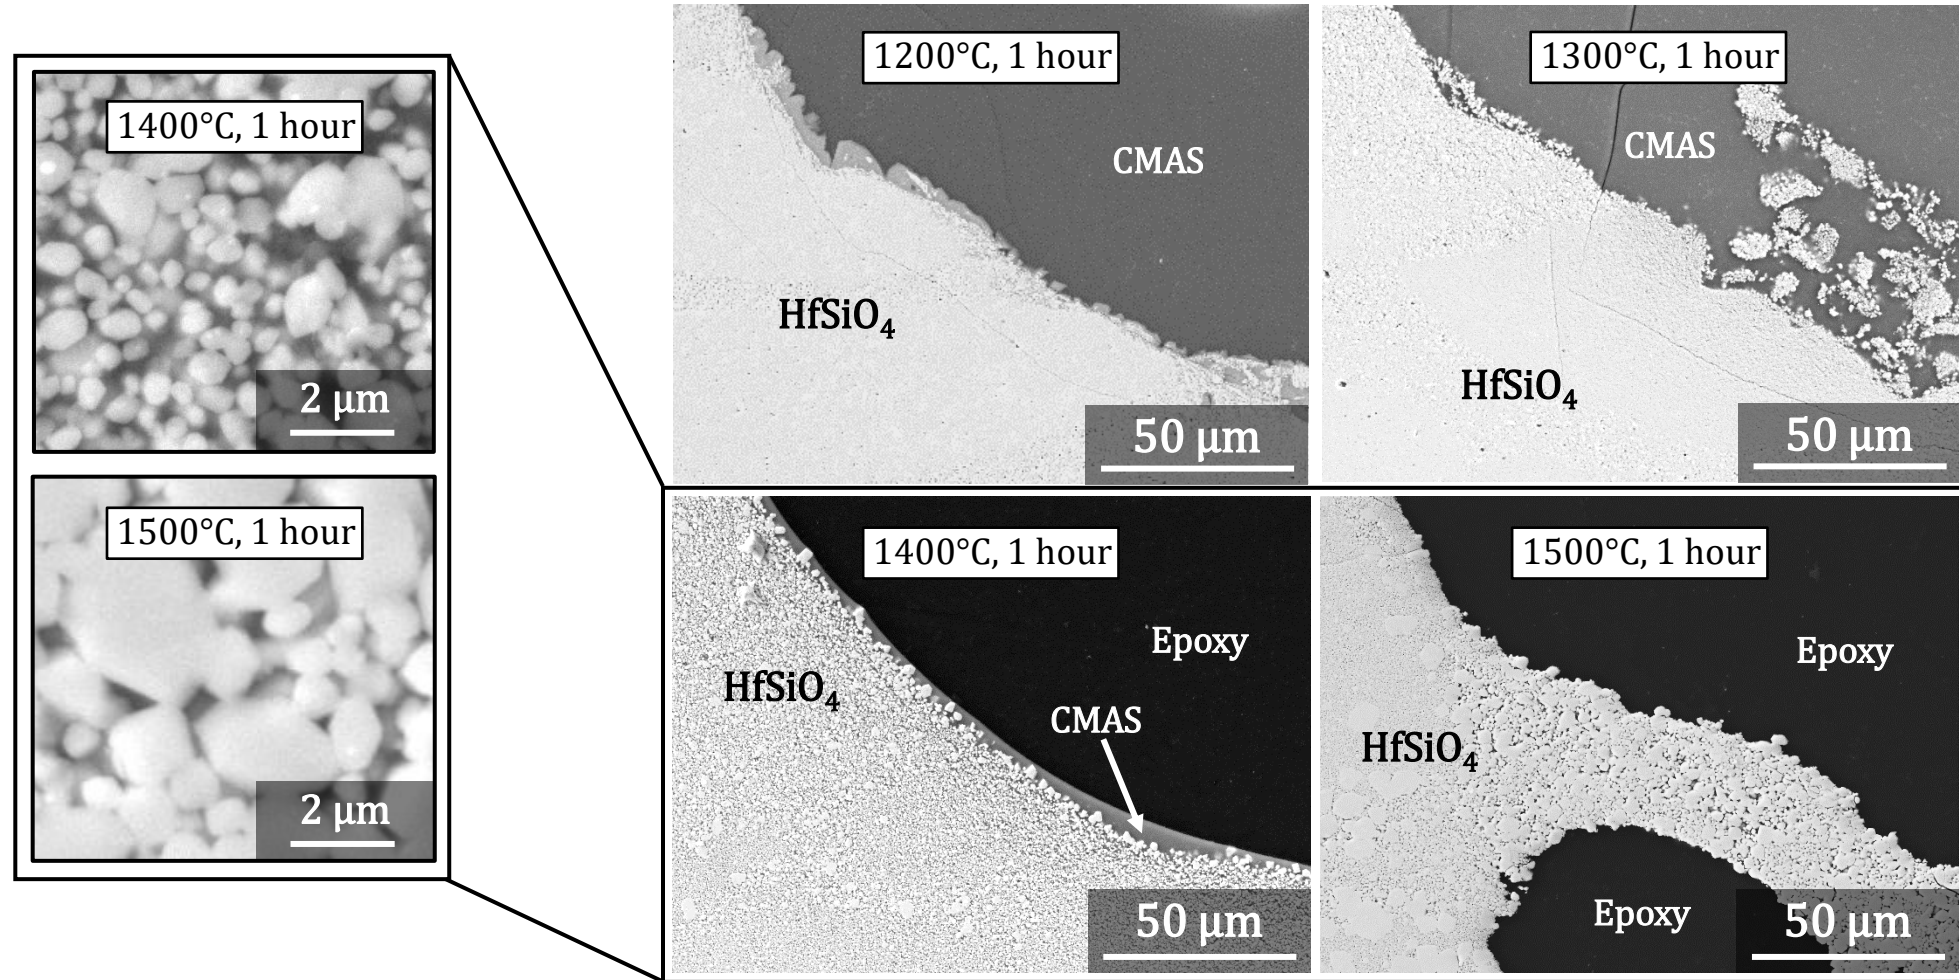 1400°C, 1 hour
2 µm
1500°C, 1 hour
2 µm
1200°C, 1 hour
CMAS
HfSiO₄
50 µm
1300°C, 1 hour
CMAS
HfSiO₄
50 µm
1400°C, 1 hour
Epoxy
HfSiO₄
CMAS
50 µm
1500°C, 1 hour
Epoxy
HfSiO₄
Epoxy
50 µm